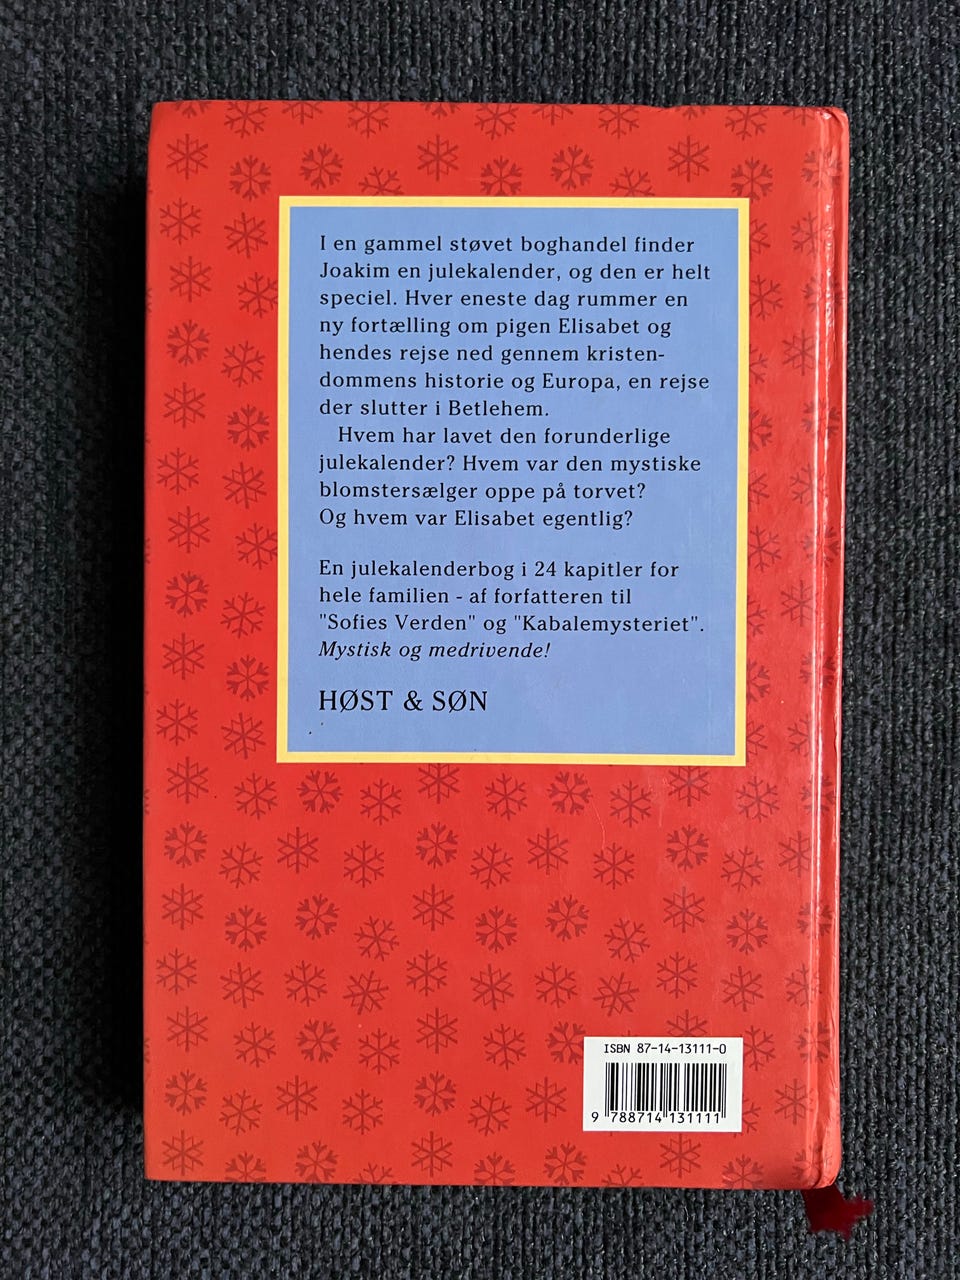 I en gammel støvet boghandel finder
Joakim en julekalender, og den er helt
speciel. Hver eneste dag rummer en
ny fortælling om pigen Elisabet og
hendes rejse ned gennem kristen-
dommens historie og Europa, en rejse
der slutter i Betlehem.
Hvem har lavet den forunderlige
julekalender? Hvem var den mystiske
blomstersælger oppe på torvet?
Og hvem var Elisabet egentlig?
En julekalenderbog i 24 kapitler for
hele familien - af forfatteren til
"Sofies Verden" og "Kabalemysteriet".
Mystisk og medrivende!
HØST & SØN
ISBN 87-14-13111-0
9 788714 131111